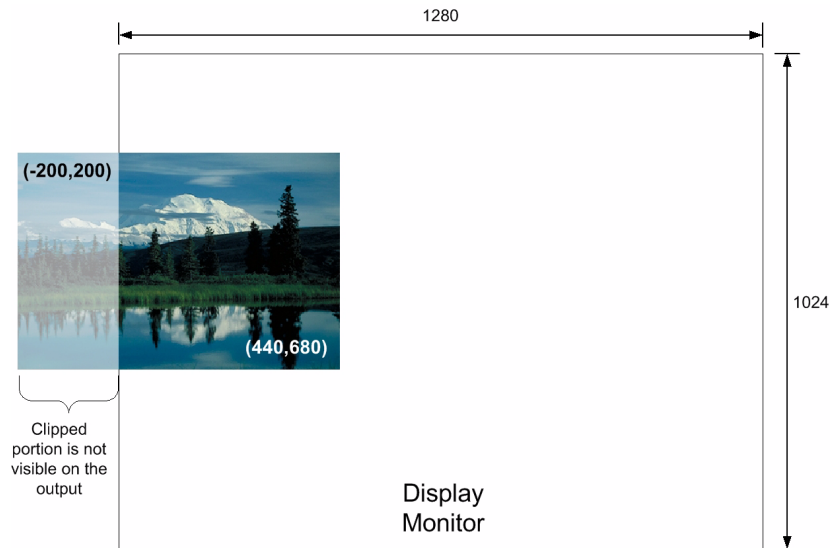 1280
(-200,200)
1024
(440,680)
Clipped
portion is not
visible on the
output
Display
Monitor